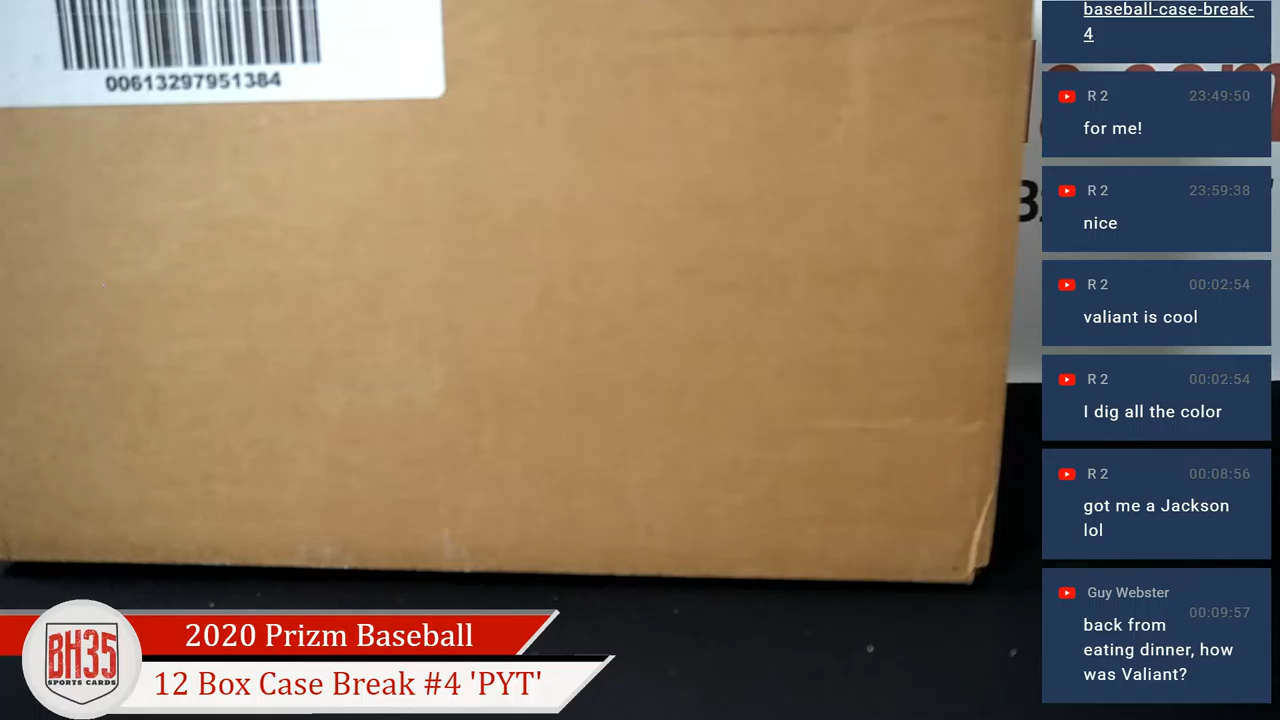 00613297951384
baseball-case-break-
4
R 2 23:49:50
for me!
R 2 23:59:38
nice
R 2 00:02:54
valiant is cool
R 2 00:02:54
I dig all the color
R 2 00:08:56
got me a Jackson
lol
Guy Webster
00:09:57
back from
eating dinner, how
was Valiant?
BH35
SPORTS CARDS
2020 Prizm Baseball
12 Box Case Break #4 'PYT'